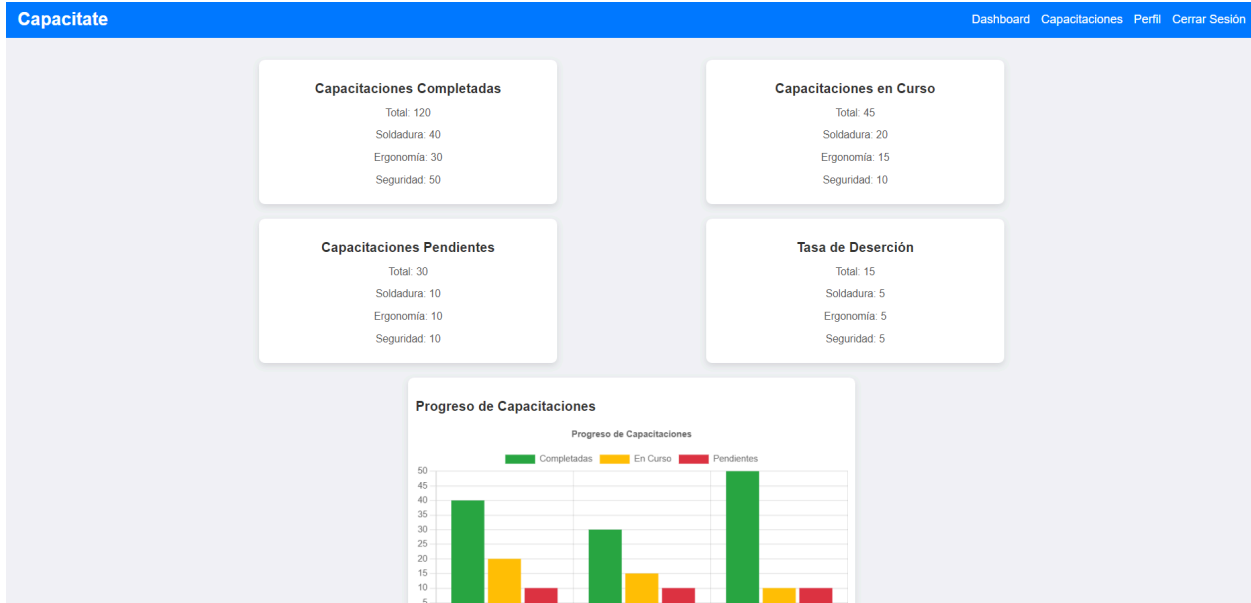 Capacitate
Dashboard Capacitaciones Perfil Cerrar Sesión
Capacitaciones Completadas
Total: 120
Soldadura: 40
Ergonomía: 30
Seguridad: 50
Capacitaciones en Curso
Total: 45
Soldadura: 20
Ergonomía: 15
Seguridad: 10
Capacitaciones Pendientes
Total: 30
Soldadura: 10
Ergonomía: 10
Seguridad: 10
Tasa de Deserción
Total: 15
Soldadura: 5
Ergonomía: 5
Seguridad: 5
Progreso de Capacitaciones
Progreso de Capacitaciones
Completadas En Curso Pendientes
50
45
40
35
30
25
20
15
10
5